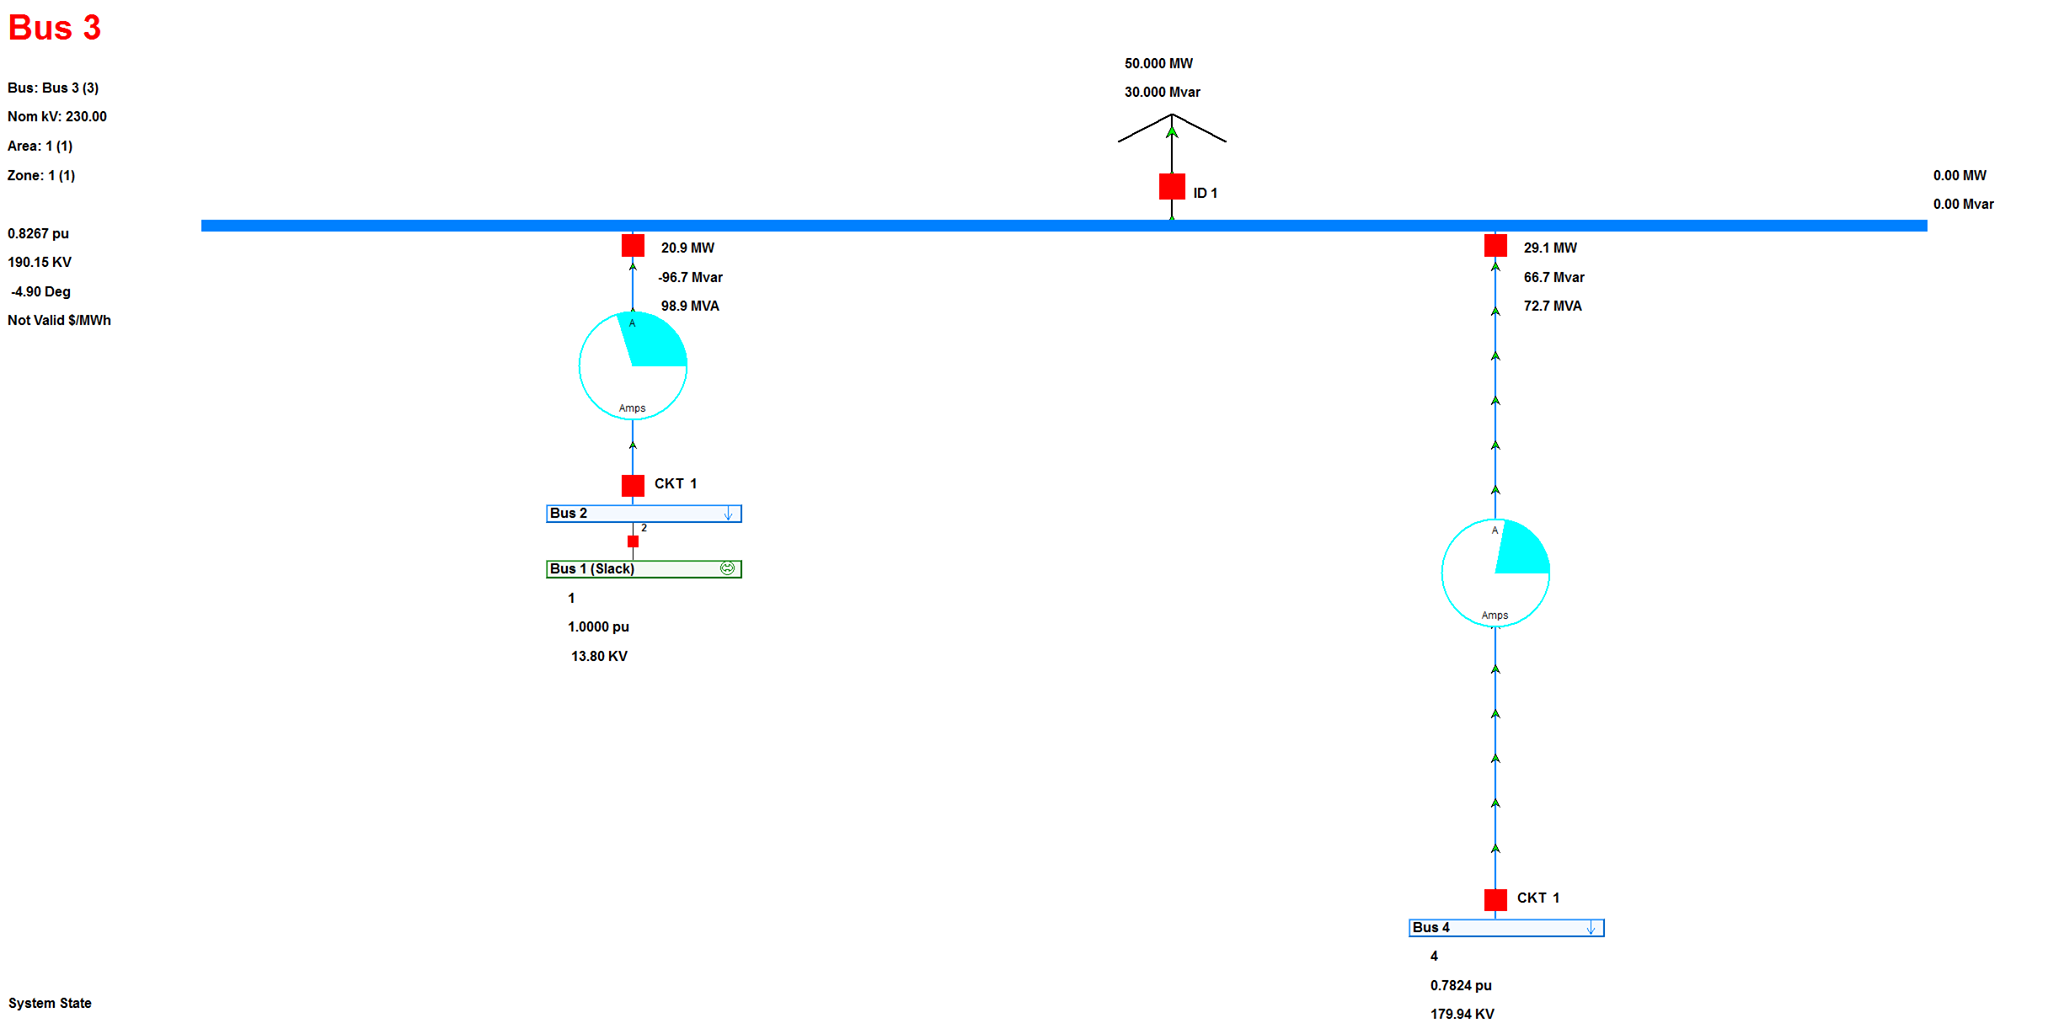 Bus 3
50.000 MW
30.000 Mvar
Bus: Bus 3 (3)
Nom kV: 230.00
Area: 1 (1)
Zone: 1 (1)
ID 1
0.00 MW
0.00 Mvar
0.8267 pu
190.15 KV
-4.90 Deg
Not Valid $/MWh
20.9 MW
-96.7 Mvar
98.9 MVA
A
Amps
CKT 1
Bus 2
2
Bus 1 (Slack)
1
1.0000 pu
13.80 KV
29.1 MW
66.7 Mvar
72.7 MVA
A
Amps
CKT 1
Bus 4
4
0.7824 pu
179.94 KV
System State